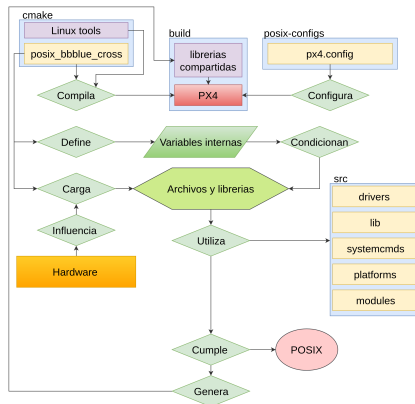 cmake
Linux tools
posix_bbblue_cross
build
librerias
compartidas
PX4
posix-configs
px4.config
Compila
Configura
Define
Variables internas
Condicionan
Carga
Archivos y librerias
src
drivers
lib
systemcmds
platforms
modules
Influencia
Utiliza
Hardware
Cumple
POSIX
Genera